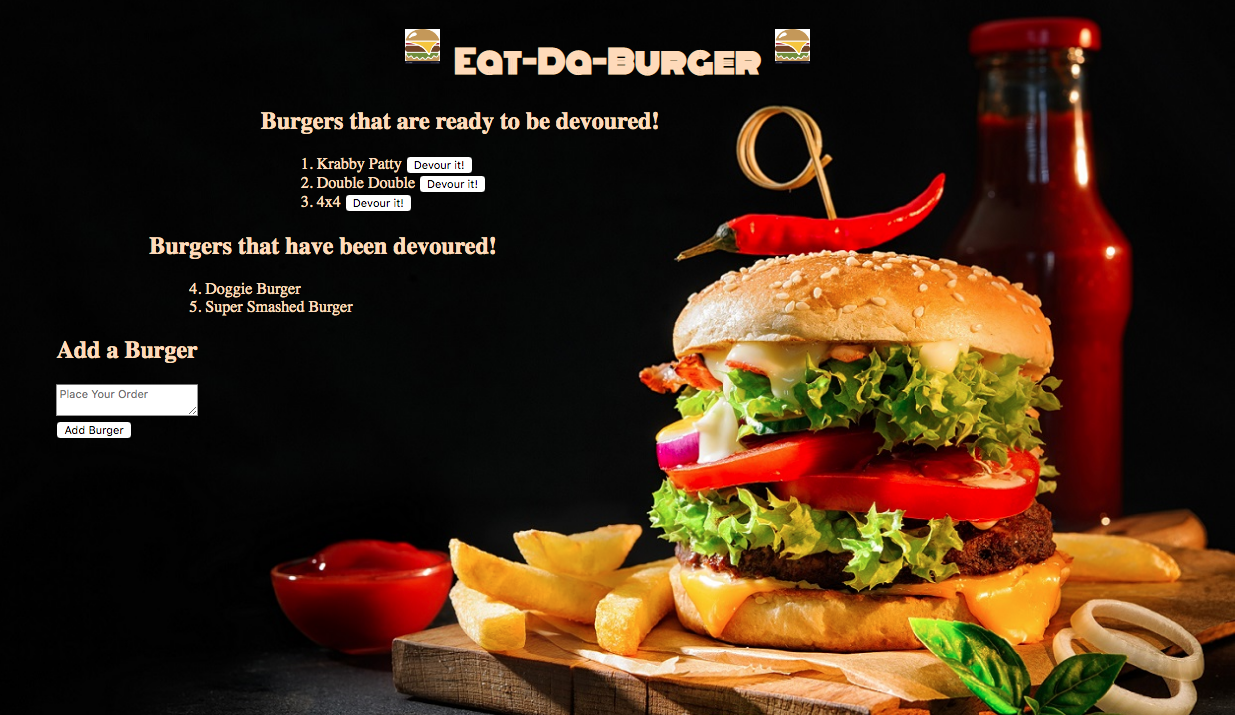 Eat-Da-Burger
Burgers that are ready to be devoured!
1. Krabby Patty Devour it!
2. Double Double Devour it!
3. 4x4 Devour it!
Burgers that have been devoured!
4. Doggie Burger
5. Super Smashed Burger
Add a Burger
Place Your Order
Add Burger